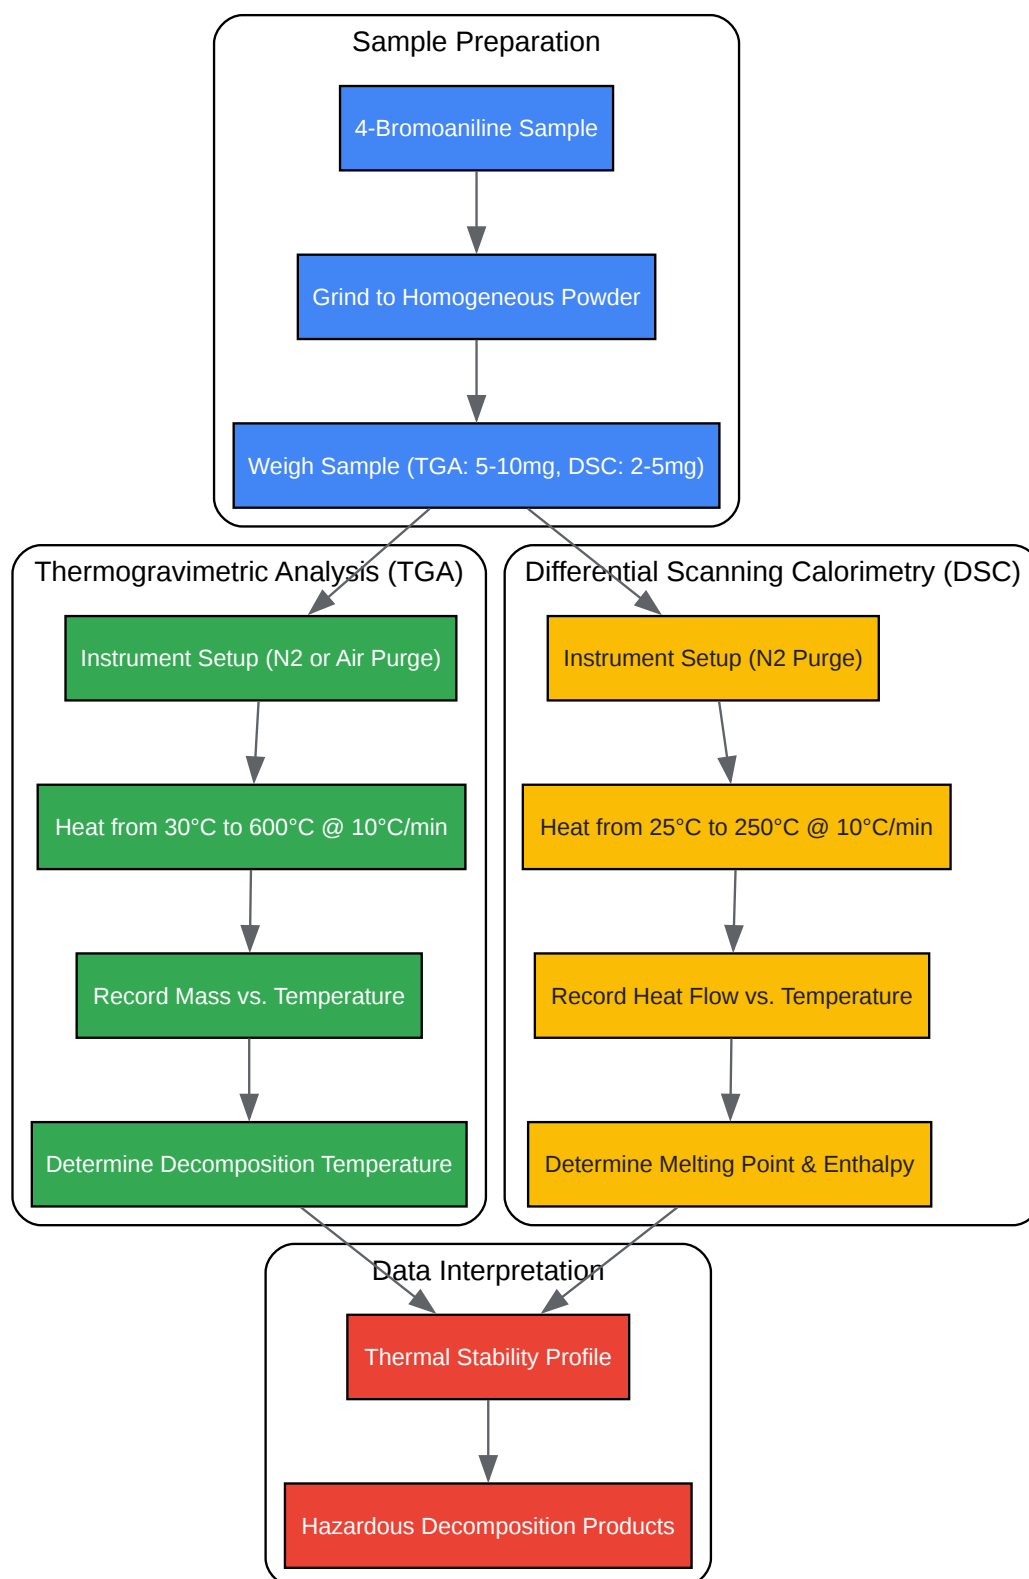 Sample Preparation
4-Bromoaniline Sample
Grind to Homogeneous Powder
Weigh Sample (TGA: 5-10mg, DSC: 2-5mg)
Thermogravimetric Analysis (TGA)
Instrument Setup (N2 or Air Purge)
Heat from 30°C to 600°C @ 10°C/min
Record Mass vs. Temperature
Determine Decomposition Temperature
Differential Scanning Calorimetry (DSC)
Instrument Setup (N2 Purge)
Heat from 25°C to 250°C @ 10°C/min
Record Heat Flow vs. Temperature
Determine Melting Point & Enthalpy
Data Interpretation
Thermal Stability Profile
Hazardous Decomposition Products